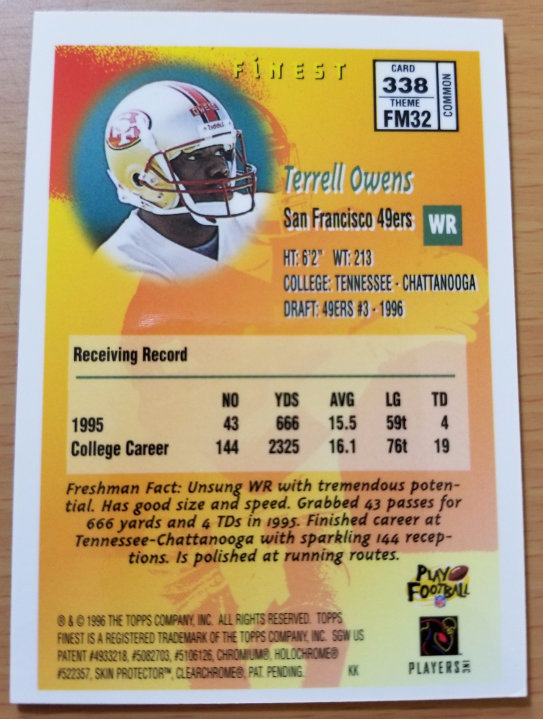 FINEST
CARD
338
THEME
FM32
COMMON
Terrell Owens
San Francisco 49ers WR
HT: 6'2" WT: 213
COLLEGE: TENNESSEE - CHATTANOOGA
DRAFT: 49ERS #3 - 1996
Receiving Record
NO YDS AVG LG TD
1995 43 666 15.5 59t 4
College Career 144 2325 16.1 76t 19
Freshman Fact: Unsung WR with tremendous poten-
tial. Has good size and speed. Grabbed 43 passes for
666 yards and 4 TDs in 1995. Finished career at
Tennessee-Chattanooga with sparkling 144 recep-
tions. Is polished at running routes.
PLAY
FOOTBALL
NFL
® & © 1996 THE TOPPS COMPANY, INC. ALL RIGHTS RESERVED. TOPPS
FINEST IS A REGISTERED TRADEMARK OF THE TOPPS COMPANY, INC. SGW US
PATENT #4933218, #5082703, #5106126, CHROMIUM®, HOLOCHROME®
#522357, SKIN PROTECTOR™, CLEARCHROME®, PAT. PENDING. KK
PLAYERS INC